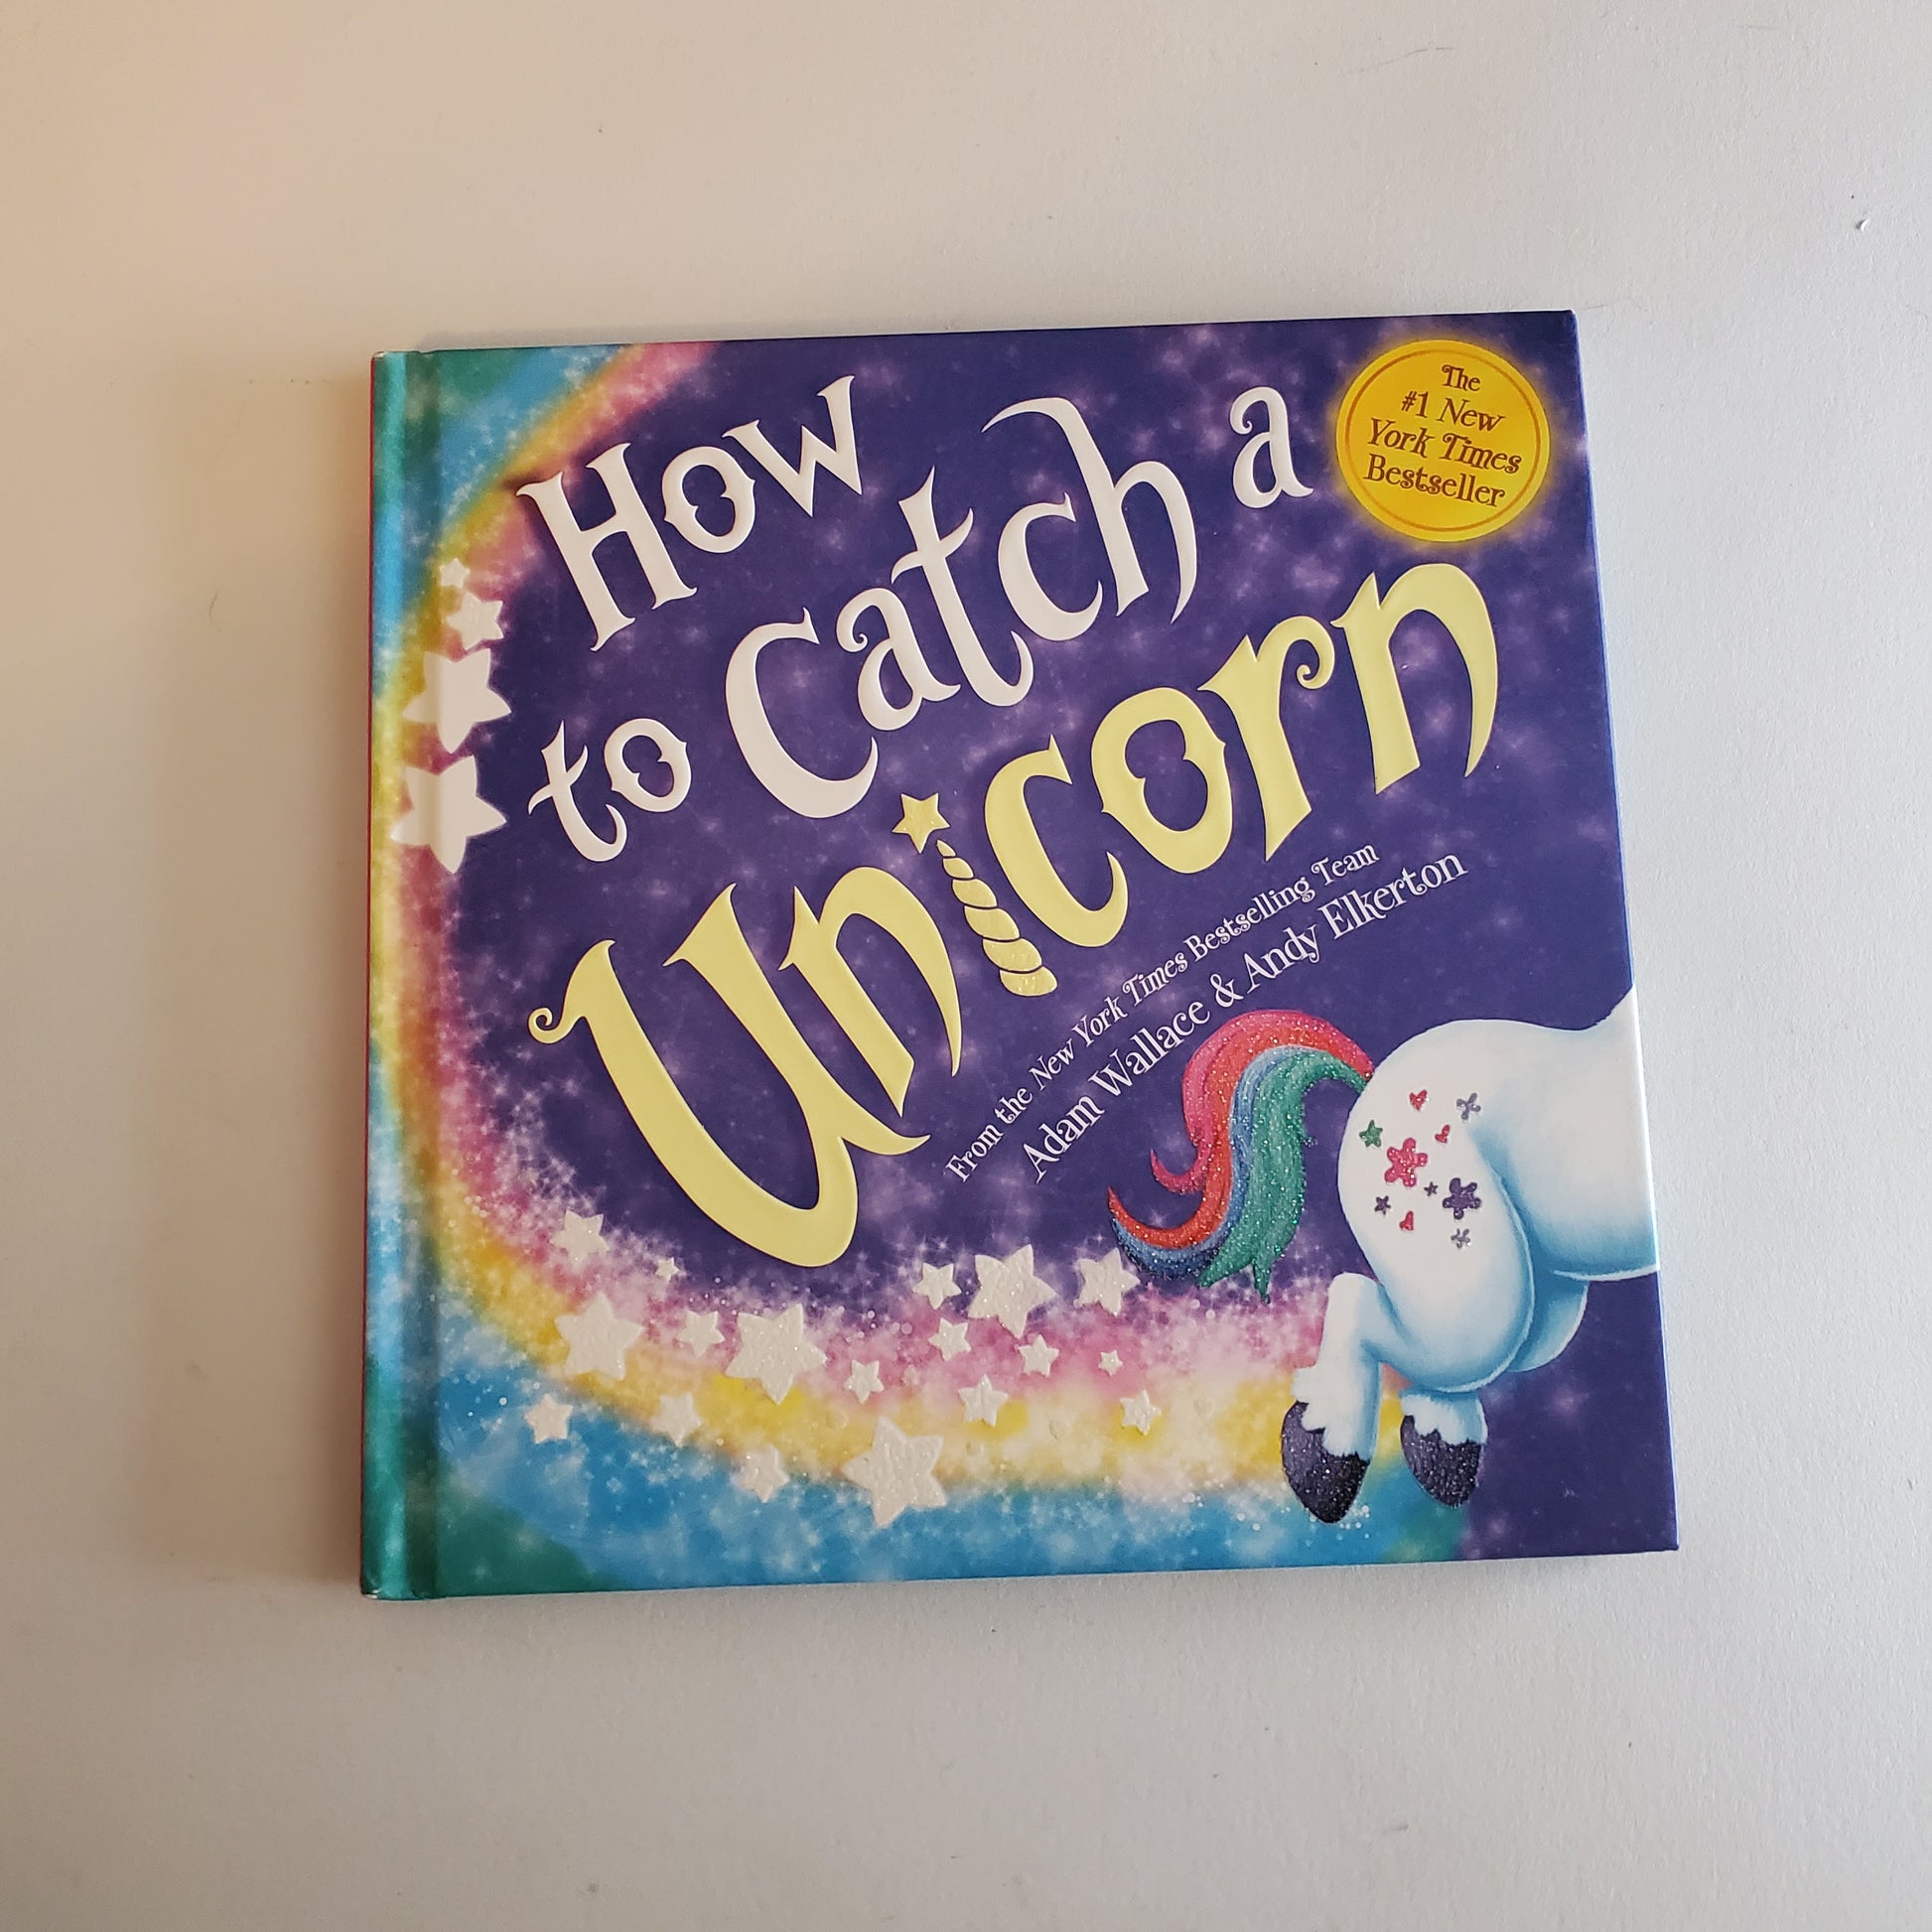 How
to Catch a
Unicorn
The
#1 New
York Times
Bestseller
From the New York Times Bestselling Team
Adam Wallace & Andy Elkerton